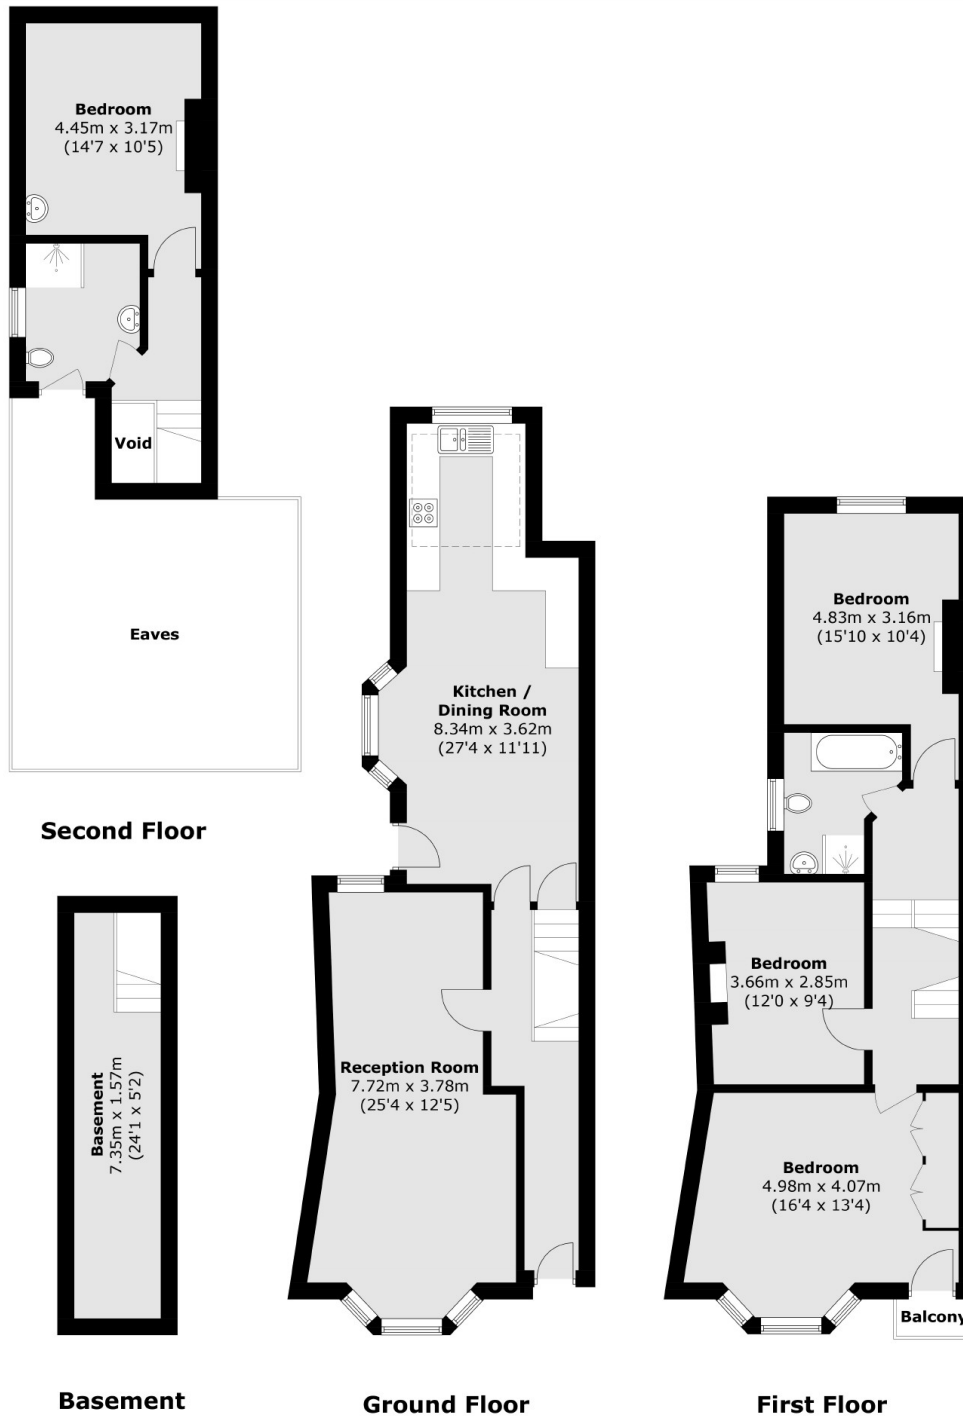 Bedroom
4.45m x 3.17m
(14'7 x 10'5)
Void
Eaves
Second Floor
Basement
7.35m x 1.57m
(24'1 x 5'2)
Basement
Kitchen /
Dining Room
8.34m x 3.62m
(27'4 x 11'11)
Reception Room
7.72m x 3.78m
(25'4 x 12'5)
Ground Floor
Bedroom
4.83m x 3.16m
(15'10 x 10'4)
Bedroom
3.66m x 2.85m
(12'0 x 9'4)
Bedroom
4.98m x 4.07m
(16'4 x 13'4)
Balcony
First Floor